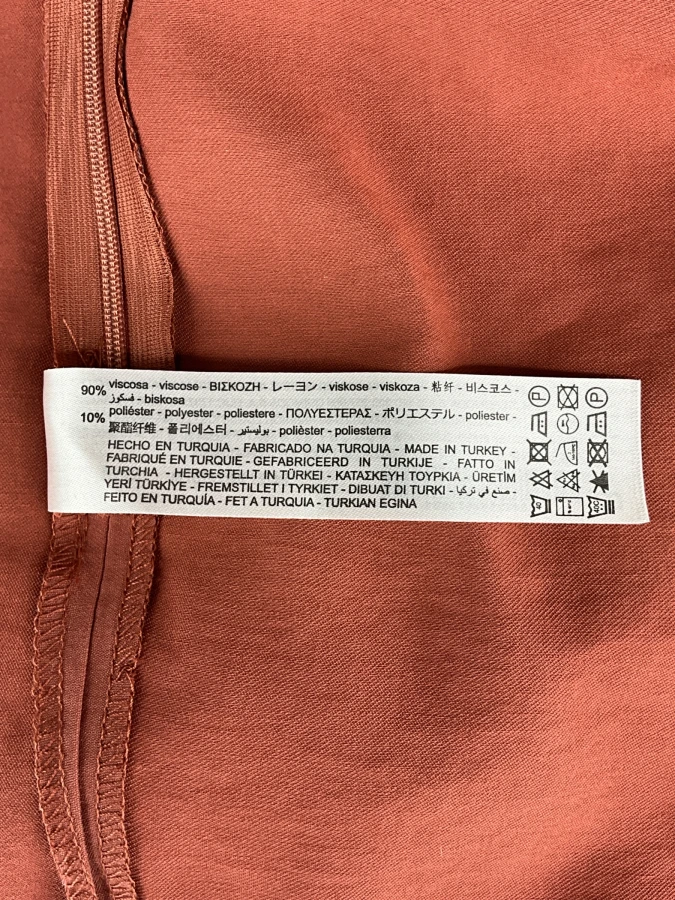 90% viscosa - viscose - ΒΙΣΚΟΖΗ - レーヨン - viskose - viskoza - 粘纤 - 비스코스 -
فسكوز - biskosa
10% poliéster - polyester - poliestere - ΠΟΛΥΕΣΤΕΡΑΣ - ポリエステル - poliester -
聚酯纤维 - 폴리에스터 - بوليستير - polièster - poliesterra
HECHO EN TURQUIA - FABRICADO NA TURQUIA - MADE IN TURKEY -
FABRIQUÉ EN TURQUIE - GEFABRICEERD IN TURKIJE - FATTO IN
TURCHIA - HERGESTELLT IN TÜRKEI - ΚΑΤΑΣΚΕΥΗ ΤΟΥΡΚΙΑ - ÜRETİM
YERİ TÜRKİYE - FREMSTILLET I TYRKIET - DIBUAT DI TURKI - صنع في تركيا -
FEITO EN TURQUÍA - FET A TURQUIA - TURKIAN EGINA
P P